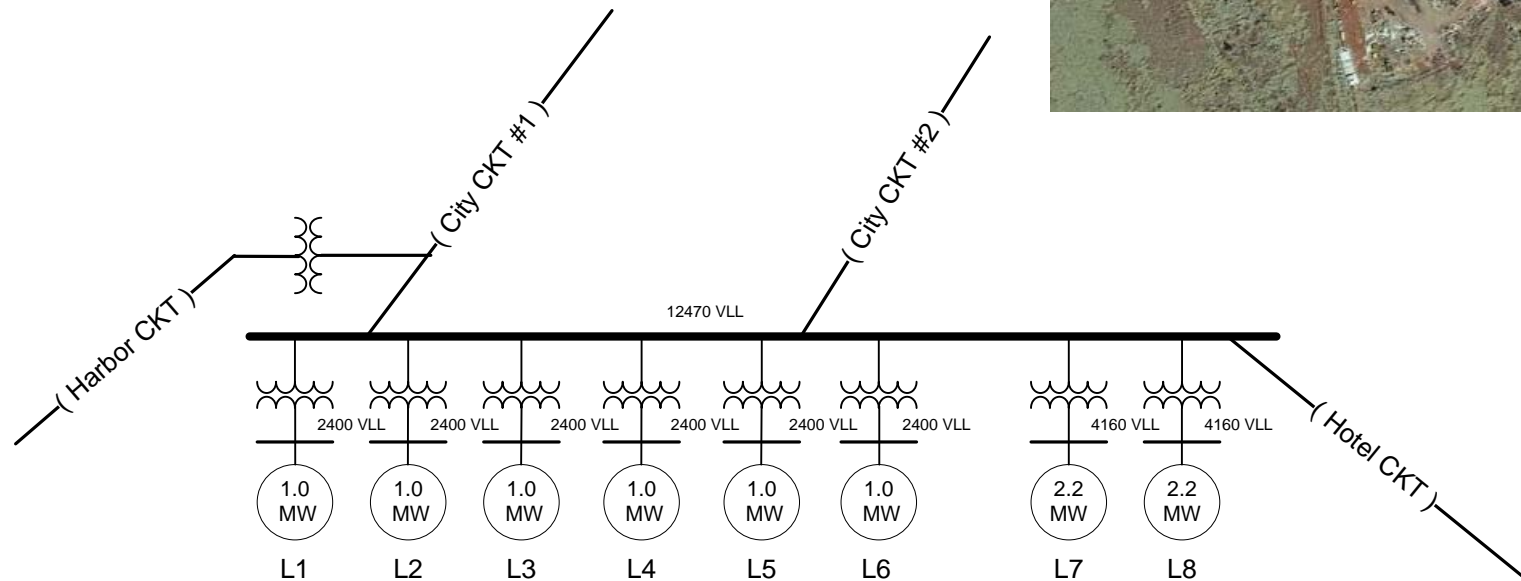 ( City CKT #1 )
( City CKT #2 )
( Harbor CKT )
12470 VLL
2400 VLL
2400 VLL
2400 VLL
2400 VLL
2400 VLL
2400 VLL
4160 VLL
4160 VLL
( Hotel CKT )
1.0
MW
1.0
MW
1.0
MW
1.0
MW
1.0
MW
1.0
MW
2.2
MW
2.2
MW
L1
L2
L3
L4
L5
L6
L7
L8